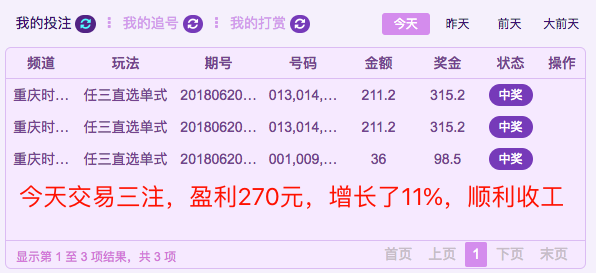 我的投注 我的追号 我的打赏 今天 昨天 前天 大前天
频道 玩法 期号 号码 金额 奖金 状态 操作
重庆时... 任三直选单式 20180620... 013,014,... 211.2 315.2 中奖
重庆时... 任三直选单式 20180620... 013,014,... 211.2 315.2 中奖
重庆时... 任三直选单式 20180620... 001,009,... 36 98.5 中奖
今天交易三注，盈利270元，增长了11%，顺利收工
显示第 1 至 3 项结果，共 3 项 首页 上页 1 下页 末页